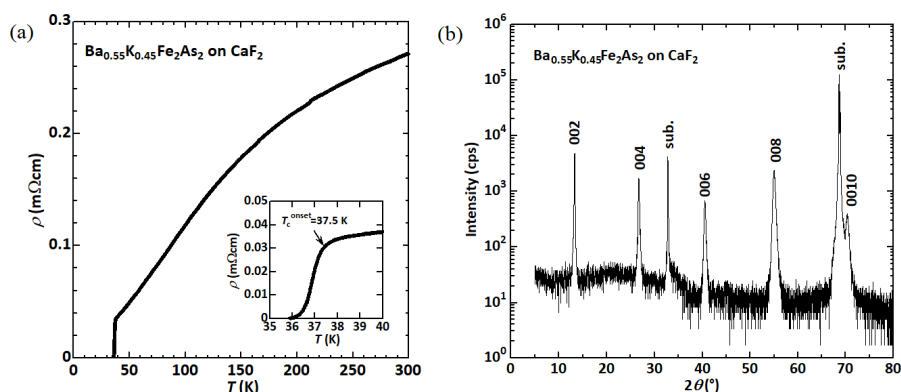 (a)
0.3
0.2
0.1
0
ρ (mΩcm)
Ba0.55K0.45Fe2As2 on CaF2
0 50 100 150 200 250 300
T (K)
0.05
0.04
0.03
0.02
0.01
0
ρ (mΩcm)
Tc^onset=37.5 K
35 36 37 38 39 40
T (K)
(b)
10^6
10^5
10^4
10^3
10^2
10^1
10^0
Intensity (cps)
Ba0.55K0.45Fe2As2 on CaF2
002
004
sub.
006
008
sub.
0010
0 10 20 30 40 50 60 70 80
2θ(°)